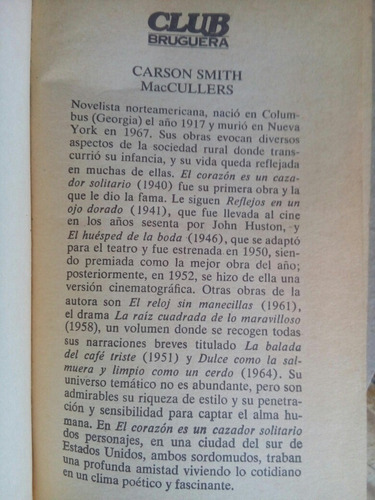 CLUB
BRUGUERA
CARSON SMITH
MacCULLERS
Novelista norteamericana, nació en Colum-
bus (Georgia) el año 1917 y murió en Nueva
York en 1967. Sus obras evocan diversos
aspectos de la sociedad rural donde trans-
currió su infancia, y su vida queda reflejada
en muchas de ellas. El corazón es un caza-
dor solitario (1940) fue su primera obra y la
que le dio la fama. Le siguen Reflejos en un
ojo dorado (1941), que fue llevada al cine
en los años sesenta por John Huston, y
El huésped de la boda (1946), que se adaptó
para el teatro y fue estrenada en 1950, sien-
do premiada como la mejor obra del año;
posteriormente, en 1952, se hizo de ella una
versión cinematográfica. Otras obras de la
autora son El reloj sin manecillas (1961),
el drama La raíz cuadrada de lo maravilloso
(1958), un volumen donde se recogen todas
sus narraciones breves titulado La balada
del café triste (1951) y Dulce como la sal-
muera y limpio como un cerdo (1964). Su
universo temático no es abundante, pero son
admirables su riqueza de estilo y su penetra-
ción y sensibilidad para captar el alma hu-
mana. En El corazón es un cazador solitario
dos personajes, en una ciudad del sur de
Estados Unidos, ambos sordomudos, traban
una profunda amistad viviendo lo cotidiano
en un clima poético y fascinante.